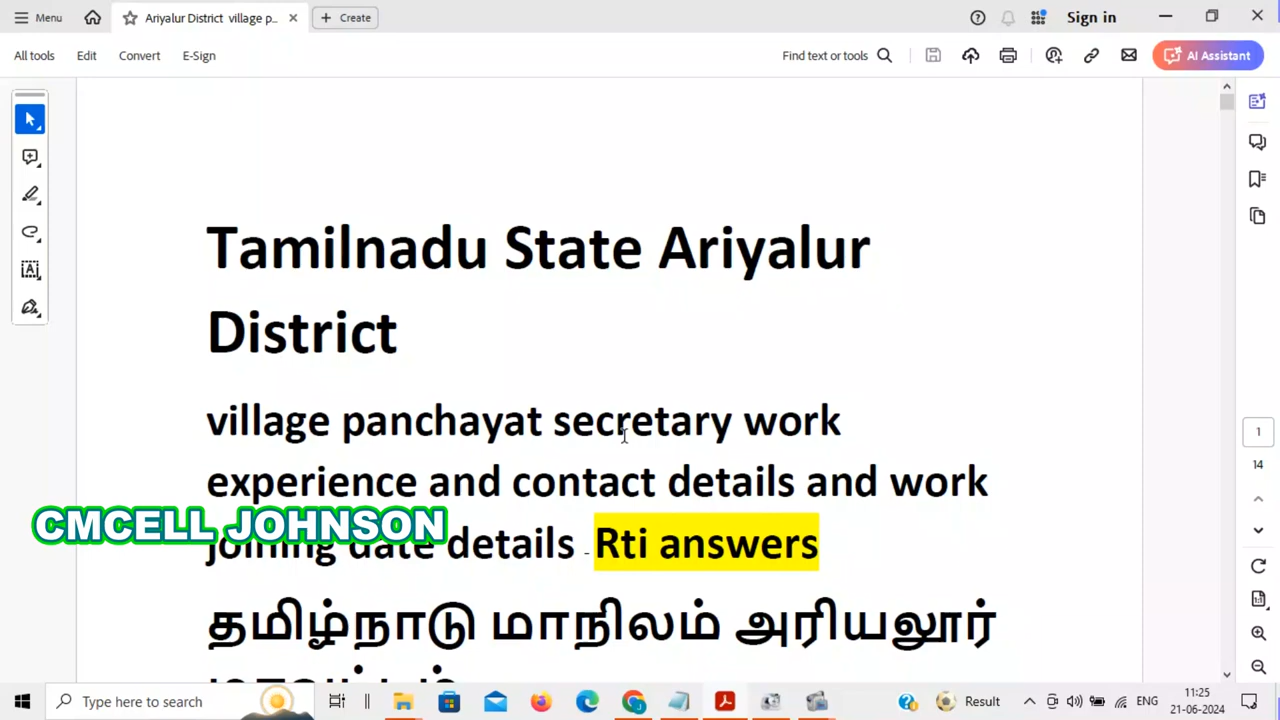 Menu
Ariyalur District village p...
Create
Sign in
All tools
Edit
Convert
E-Sign
Find text or tools
AI Assistant
Tamilnadu State Ariyalur
District
village panchayat secretary work
experience and contact details and work
joining date details - Rti answers
CMCELL JOHNSON
தமிழ்நாடு மாநிலம் அரியலூர்
1
14
Type here to search
Result
ENG
11:25
21-06-2024